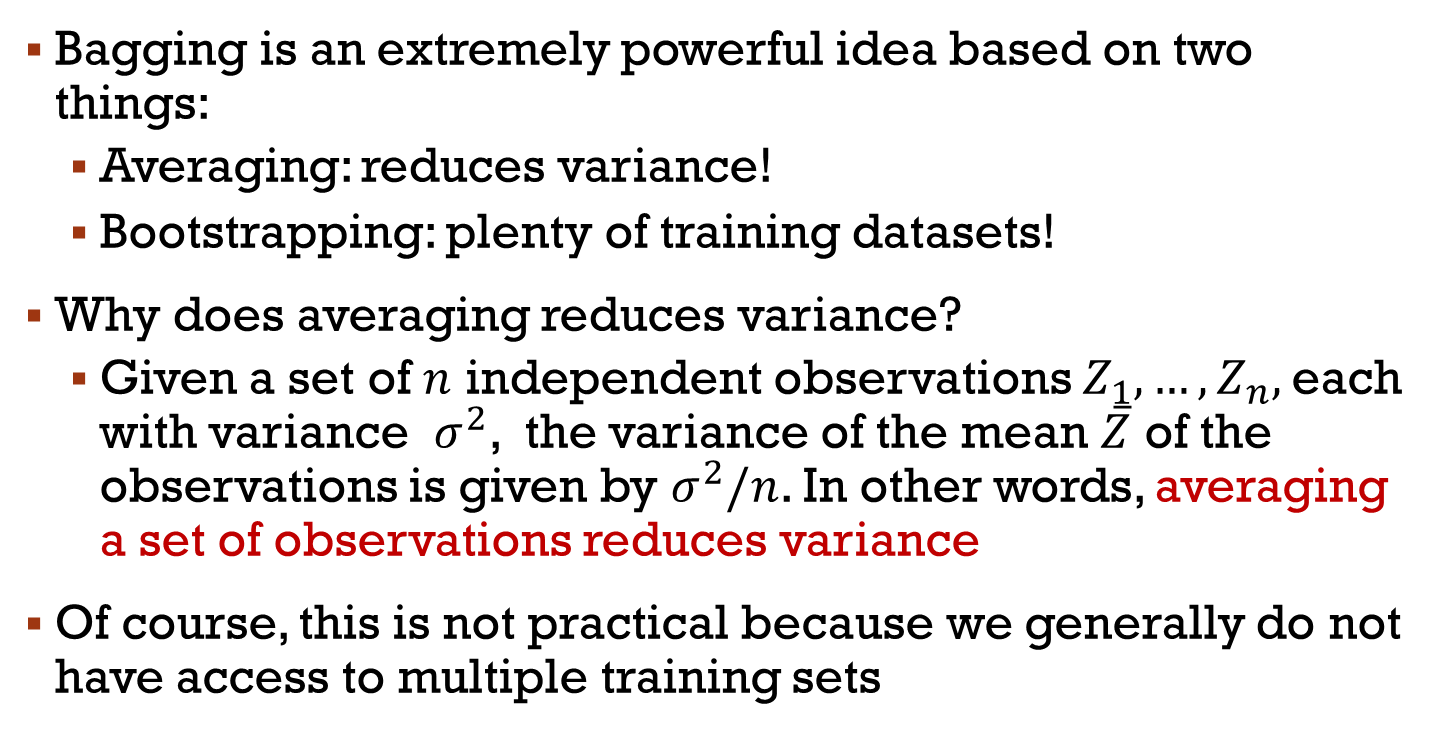 ▪ Bagging is an extremely powerful idea based on two
things:
▪ Averaging: reduces variance!
▪ Bootstrapping: plenty of training datasets!
▪ Why does averaging reduces variance?
▪ Given a set of 𝑛 independent observations 𝑍₁, … , 𝑍ₙ, each
with variance 𝜎², the variance of the mean 𝑍̄ of the
observations is given by 𝜎²/𝑛. In other words, averaging
a set of observations reduces variance
▪ Of course, this is not practical because we generally do not
have access to multiple training sets